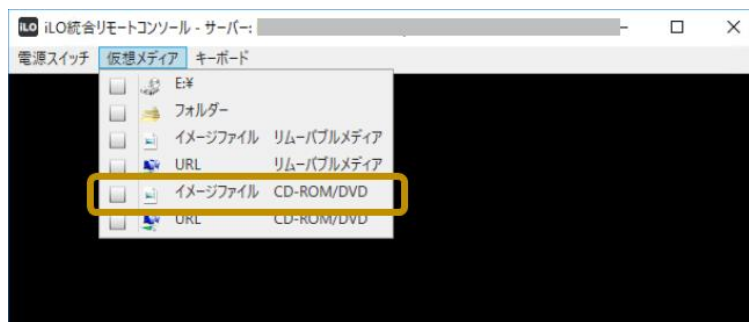 iLO iLO統合リモートコンソール - サーバー:
電源スイッチ 仮想メディア キーボード
E:¥
フォルダー
イメージファイル リムーバブルメディア
URL リムーバブルメディア
イメージファイル CD-ROM/DVD
URL CD-ROM/DVD